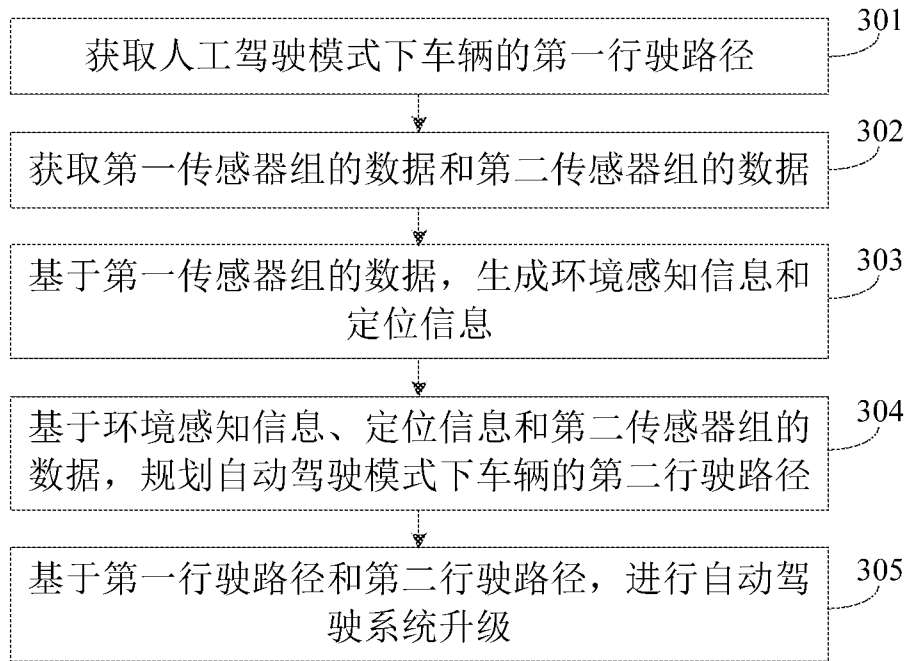 获取人工驾驶模式下车辆的第一行驶路径
301
获取第一传感器组的数据和第二传感器组的数据
302
基于第一传感器组的数据，生成环境感知信息和
定位信息
303
基于环境感知信息、定位信息和第二传感器组的
数据，规划自动驾驶模式下车辆的第二行驶路径
304
基于第一行驶路径和第二行驶路径，进行自动驾
驶系统升级
305